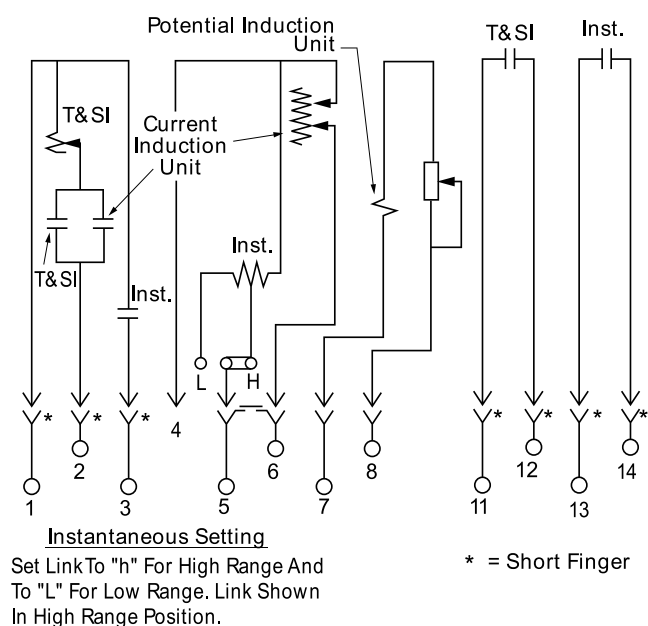 Potential Induction
Unit
T&SI
Inst.
T&SI
Current
Induction
Unit
T&SI
Inst.
Inst.
L
H
*
*
*
4
*
*
*
*
1
2
3
5
6
7
8
11
12
13
14
Instantaneous Setting
Set Link To "h" For High Range And
To "L" For Low Range. Link Shown
In High Range Position.
* = Short Finger